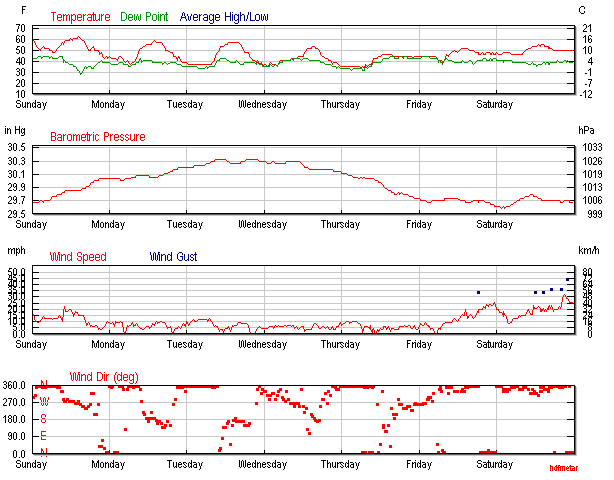 F Temperature Dew Point Average High/Low C
70 21
60 16
50 10
40 4
30 -1
20 -7
10 -12
Sunday Monday Tuesday Wednesday Thursday Friday Saturday
in Hg Barometric Pressure hPa
30.5 1033
30.3 1026
30.1 1019
29.9 1013
29.7 1006
29.5 999
Sunday Monday Tuesday Wednesday Thursday Friday Saturday
mph Wind Speed Wind Gust km/h
Sunday Monday Tuesday Wednesday Thursday Friday Saturday
Wind Dir (deg)
360.0 N
270.0 W
180.0 S
90.0 E
0.0 N
Sunday Monday Tuesday Wednesday Thursday Friday Saturday
hdfmetar